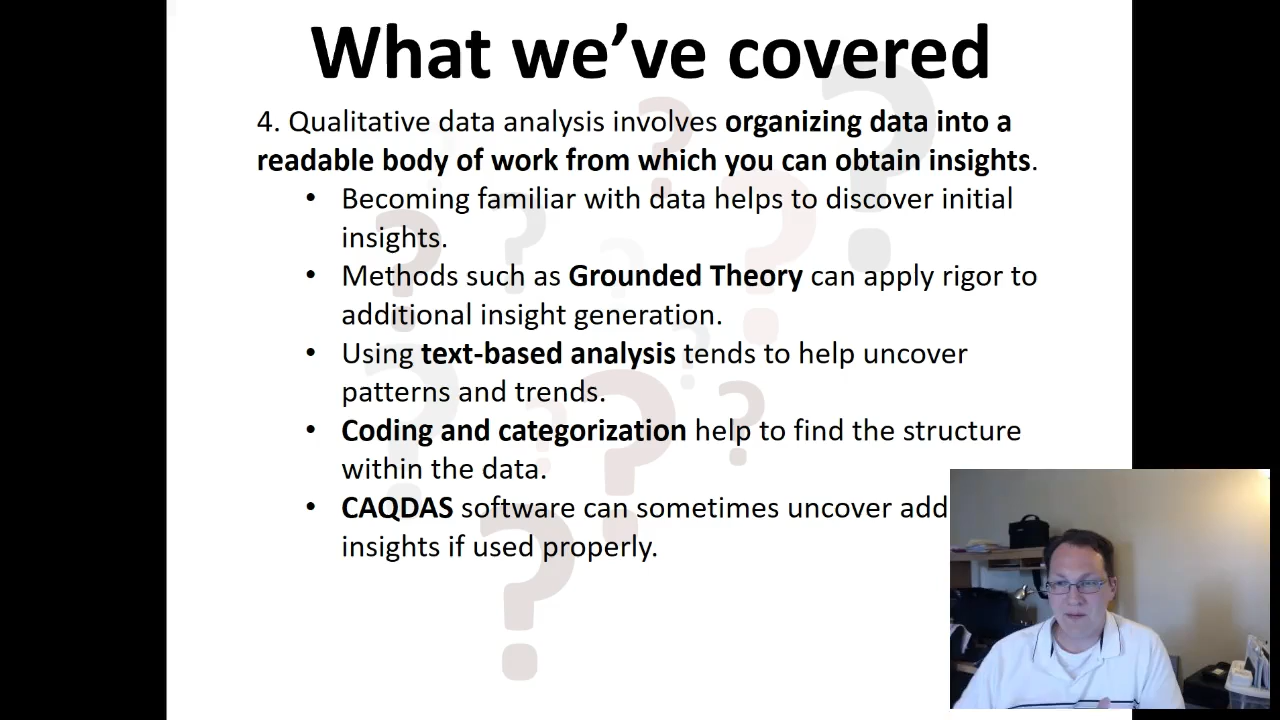 What we've covered
4. Qualitative data analysis involves organizing data into a
readable body of work from which you can obtain insights.
• Becoming familiar with data helps to discover initial
insights.
• Methods such as Grounded Theory can apply rigor to
additional insight generation.
• Using text-based analysis tends to help uncover
patterns and trends.
• Coding and categorization help to find the structure
within the data.
• CAQDAS software can sometimes uncover
insights if used properly.